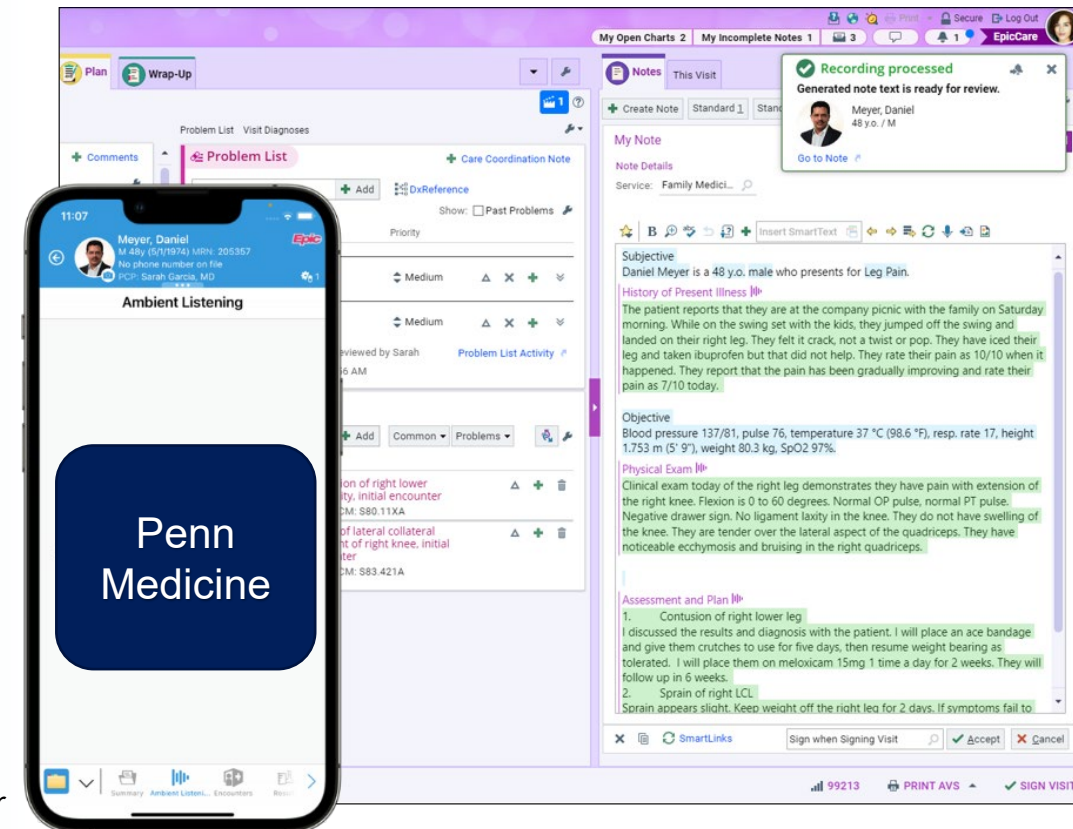 Print
Secure
Log Out
My Open Charts 2
My Incomplete Notes 1
3
1
EpicCare
Plan
Wrap-Up
1
Problem List Visit Diagnoses
Comments
Problem List
Care Coordination Note
Add
DxReference
Show: Past Problems
Priority
Medium
Medium
by Sarah
Problem List Activity
AM
Add
Common
Problems
ion of right lower
ity, initial encounter
CM: S80.11XA
of lateral collateral
nt of right knee, initial
ter
CM: S83.421A
Notes
This Visit
Create Note
Standard 1
Stand
Recording processed
Generated note text is ready for review.
Meyer, Daniel
48 y.o. / M
Go to Note
My Note
Note Details
Service: Family Medici...
B
Insert SmartText
Subjective
Daniel Meyer is a 48 y.o. male who presents for Leg Pain.
History of Present Illness
The patient reports that they are at the company picnic with the family on Saturday
morning. While on the swing set with the kids, they jumped off the swing and
landed on their right leg. They felt it crack, not a twist or pop. They have iced their
leg and taken ibuprofen but that did not help. They rate their pain as 10/10 when it
happened. They report that the pain has been gradually improving and rate their
pain as 7/10 today.
Objective
Blood pressure 137/81, pulse 76, temperature 37 °C (98.6 °F), resp. rate 17, height
1.753 m (5' 9"), weight 80.3 kg, SpO2 97%.
Physical Exam
Clinical exam today of the right leg demonstrates they have pain with extension of
the right knee. Flexion is 0 to 60 degrees. Normal OP pulse, normal PT pulse.
Negative drawer sign. No ligament laxity in the knee. They do not have swelling of
the knee. They are tender over the lateral aspect of the quadriceps. They have
noticeable ecchymosis and bruising in the right quadriceps.
Assessment and Plan
1. Contusion of right lower leg
I discussed the results and diagnosis with the patient. I will place an ace bandage
and give them crutches to use for five days, then resume weight bearing as
tolerated. I will place them on meloxicam 15mg 1 time a day for 2 weeks. They will
follow up in 6 weeks.
2. Sprain of right LCL
Sprain appears slight. Keep weight off the right leg for 2 days. If symptoms fail to
SmartLinks
Sign when Signing Visit
Accept
Cancel
99213
PRINT AVS
SIGN VISIT
11:07
Meyer, Daniel
M 48y (5/1/1974) MRN: 205357
No phone number on file
PCP: Sarah Garcia, MD
Epic
1
Ambient Listening
Penn
Medicine
Summary
Ambient Listeni...
Encounters
r